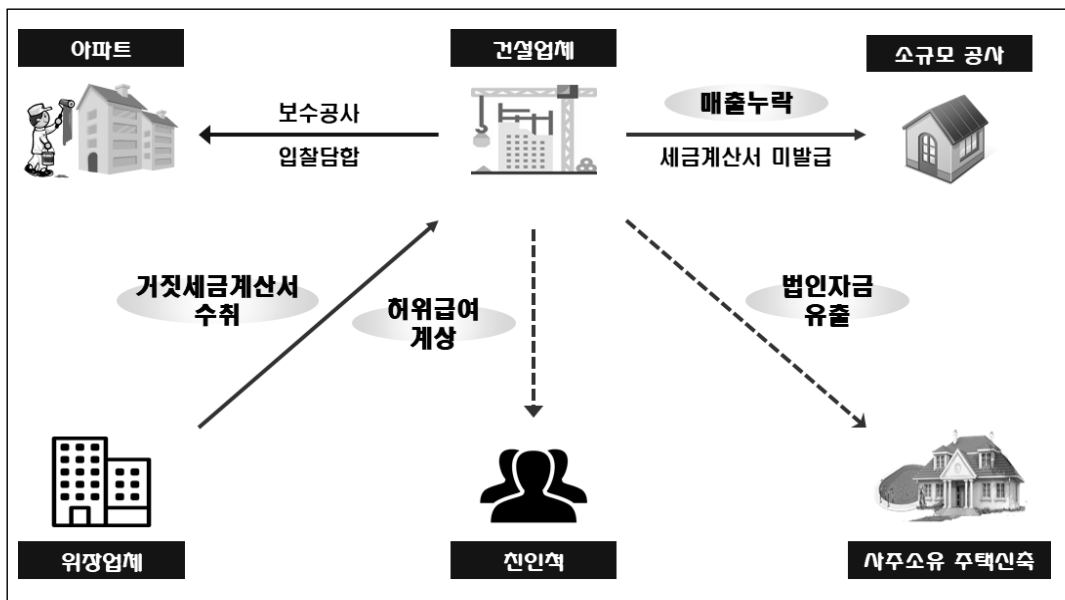 아파트
건설업체
소규모 공사
보수공사
입찰담합
매출누락
세금계산서 미발급
거짓세금계산서
수취
허위급여
계상
법인자금
유출
위장업체
친인척
사주소유 주택신축